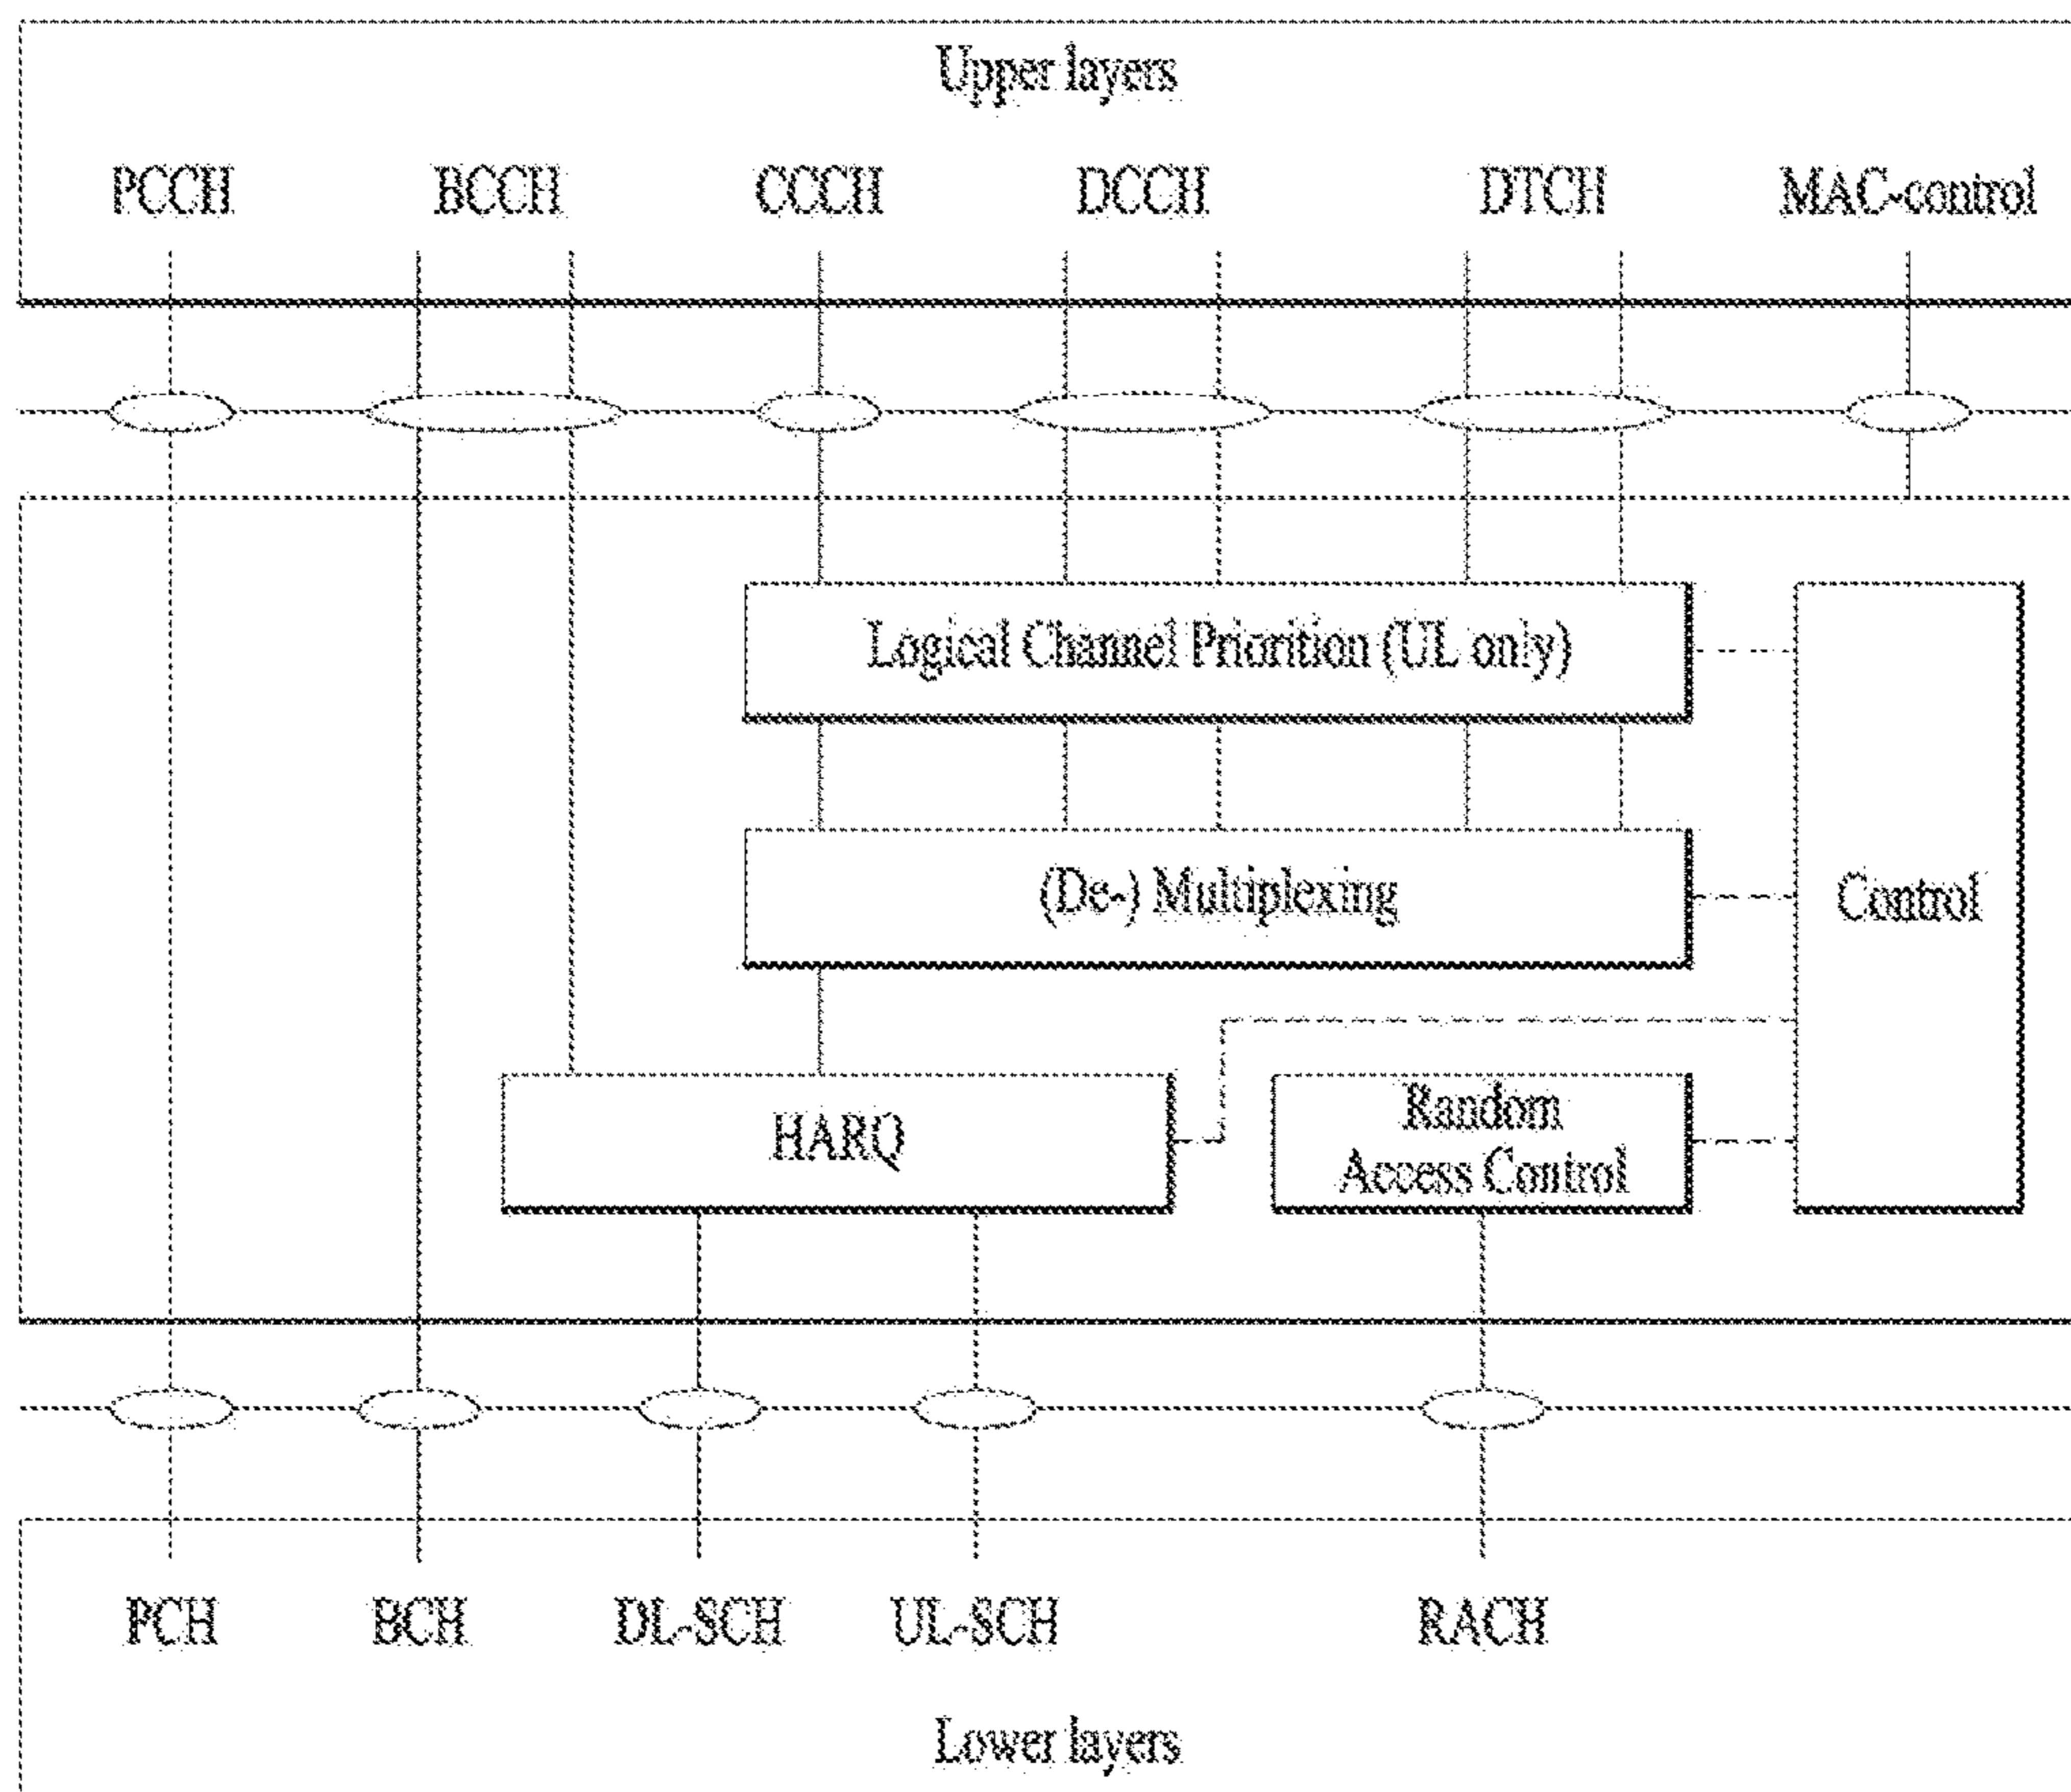 Upper layers
PCCH BCCH CCCH DCCH DTCH MAC-control
Logical Channel Priorition (UL only)
(De-) Multiplexing
Control
HARQ
Random
Access Control
PCH BCH DL-SCH UL-SCH RACH
Lower layers